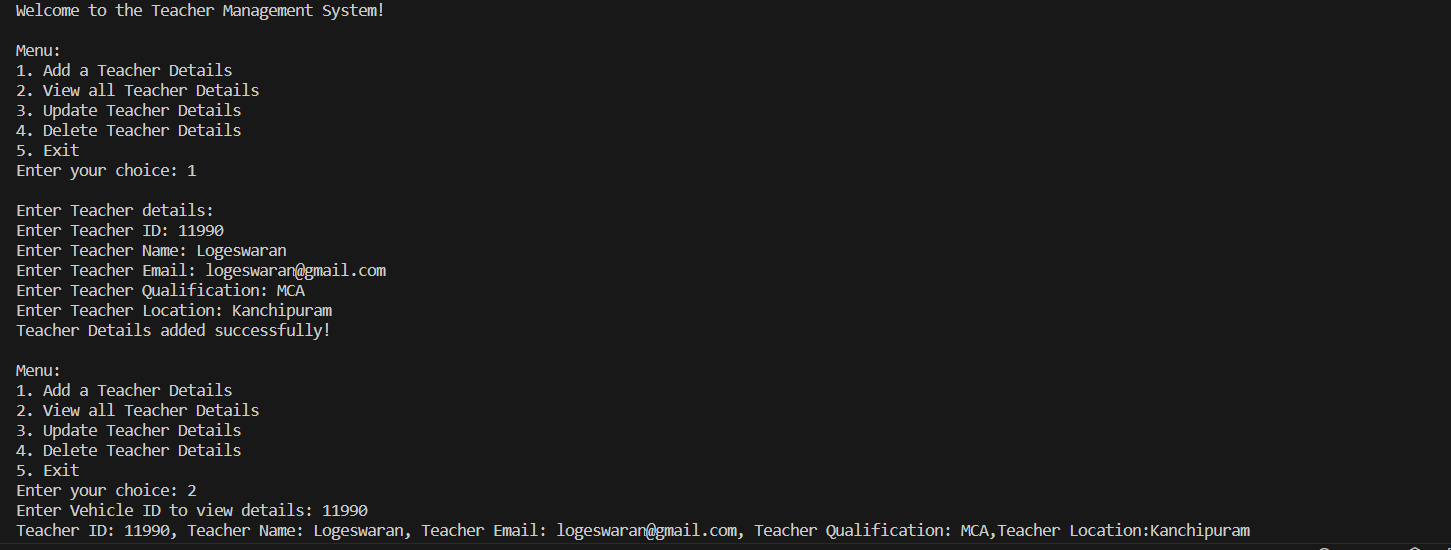 Welcome to the Teacher Management System!
Menu:
1. Add a Teacher Details
2. View all Teacher Details
3. Update Teacher Details
4. Delete Teacher Details
5. Exit
Enter your choice: 1
Enter Teacher details:
Enter Teacher ID: 11990
Enter Teacher Name: Logeswaran
Enter Teacher Email: logeswaran@gmail.com
Enter Teacher Qualification: MCA
Enter Teacher Location: Kanchipuram
Teacher Details added successfully!
Menu:
1. Add a Teacher Details
2. View all Teacher Details
3. Update Teacher Details
4. Delete Teacher Details
5. Exit
Enter your choice: 2
Enter Vehicle ID to view details: 11990
Teacher ID: 11990, Teacher Name: Logeswaran, Teacher Email: logeswaran@gmail.com, Teacher Qualification: MCA,Teacher Location:Kanchipuram